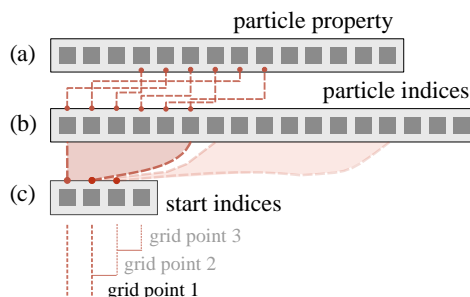 particle property
(a)
particle indices
(b)
(c)
start indices
grid point 3
grid point 2
grid point 1